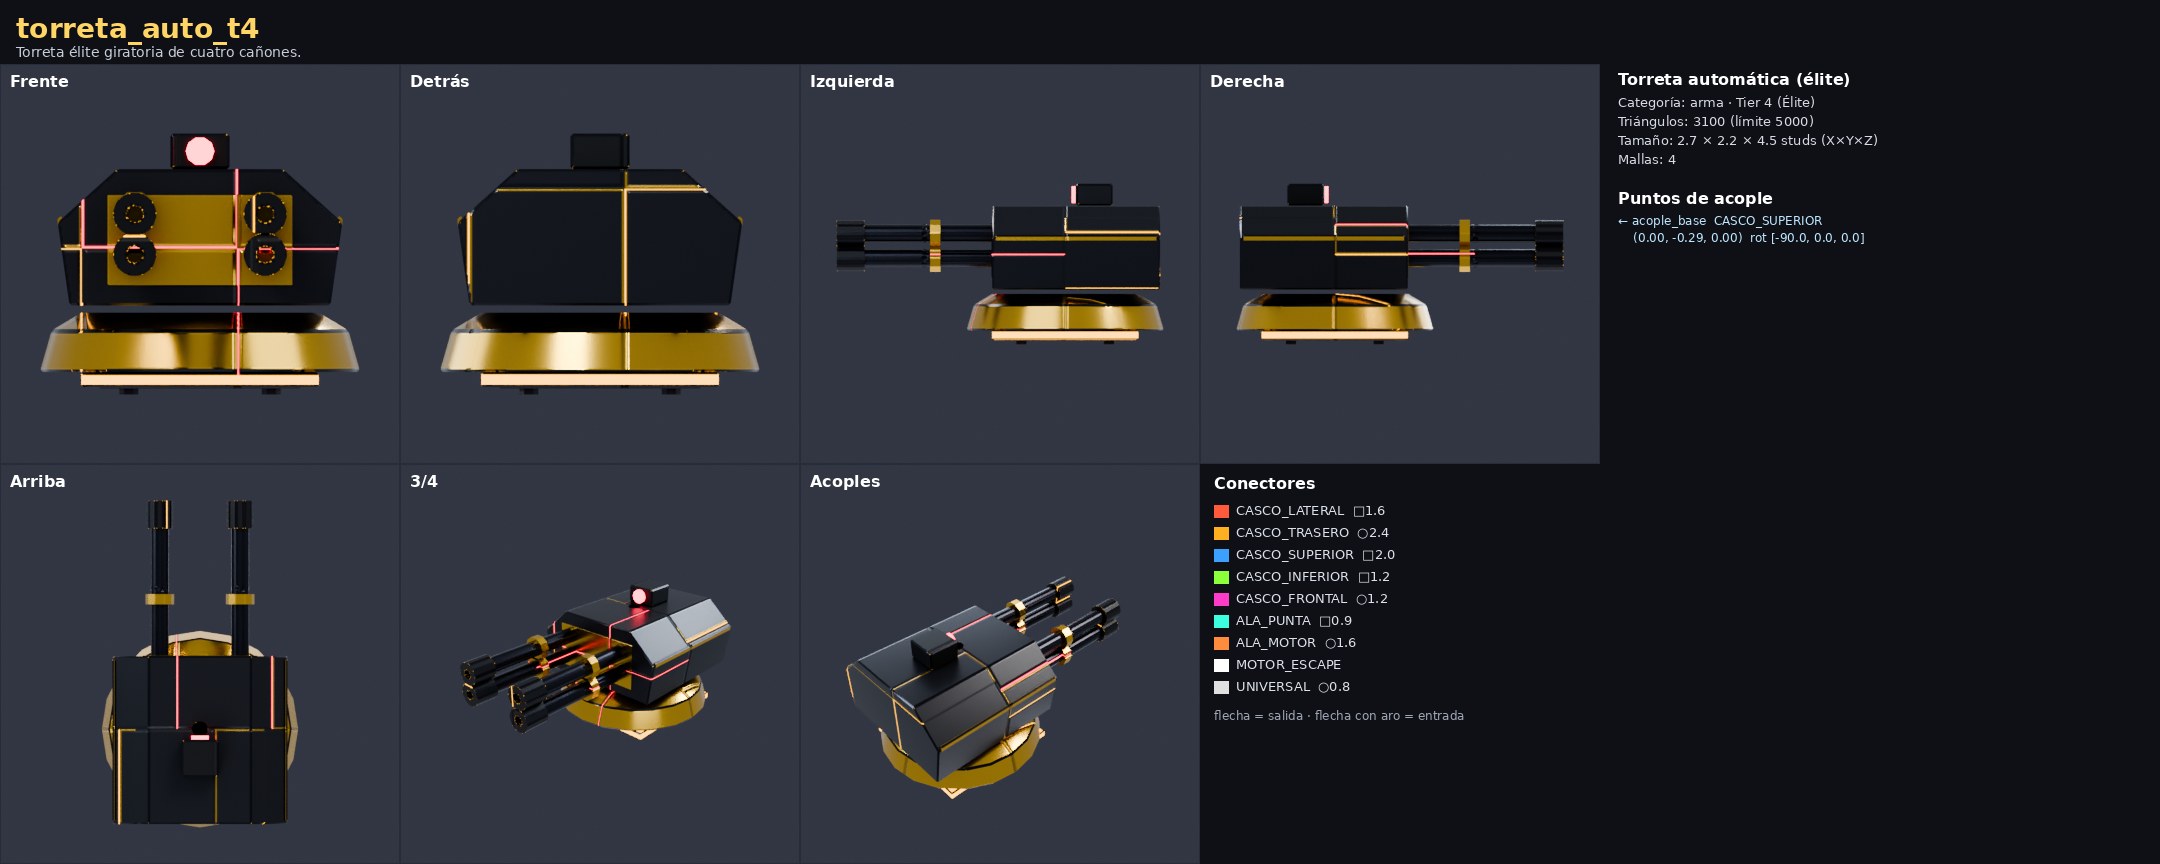 torreta_auto_t4
Torreta élite giratoria de cuatro cañones.
Frente
Detrás
Izquierda
Derecha
Torreta automática (élite)
Categoría: arma · Tier 4 (Élite)
Triángulos: 3100 (límite 5000)
Tamaño: 2.7 × 2.2 × 4.5 studs (X×Y×Z)
Mallas: 4
Puntos de acople
← acople_base  CASCO_SUPERIOR
(0.00, -0.29, 0.00)  rot [-90.0, 0.0, 0.0]
Arriba
3/4
Acoples
Conectores
CASCO_LATERAL  □1.6
CASCO_TRASERO  ○2.4
CASCO_SUPERIOR  □2.0
CASCO_INFERIOR  □1.2
CASCO_FRONTAL  ○1.2
ALA_PUNTA  □0.9
ALA_MOTOR  ○1.6
MOTOR_ESCAPE
UNIVERSAL  ○0.8
flecha = salida · flecha con aro = entrada